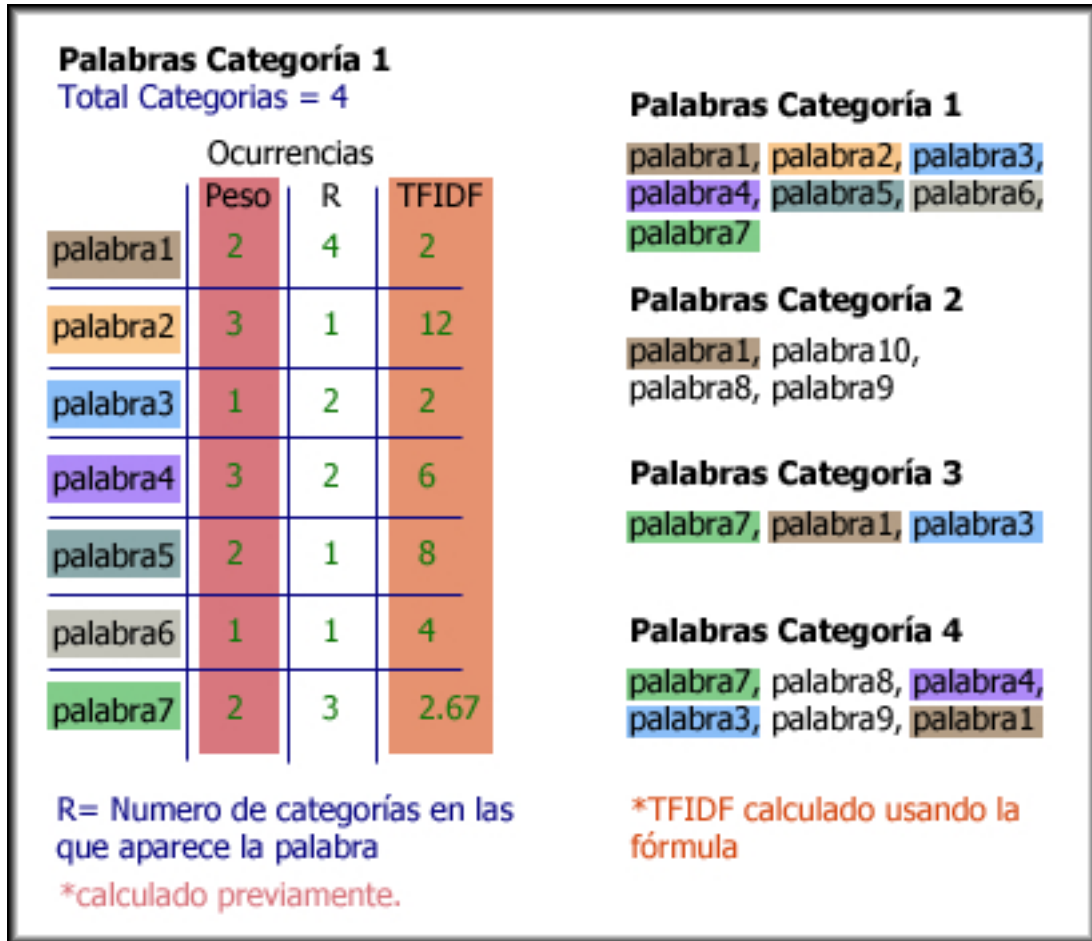 Palabras Categoría 1
Total Categorias = 4
Ocurrencias
Peso R TFIDF
palabra1 2 4 2
palabra2 3 1 12
palabra3 1 2 2
palabra4 3 2 6
palabra5 2 1 8
palabra6 1 1 4
palabra7 2 3 2.67
R= Numero de categorías en las
que aparece la palabra
*calculado previamente.
Palabras Categoría 1
palabra1, palabra2, palabra3,
palabra4, palabra5, palabra6,
palabra7
Palabras Categoría 2
palabra1, palabra10,
palabra8, palabra9
Palabras Categoría 3
palabra7, palabra1, palabra3
Palabras Categoría 4
palabra7, palabra8, palabra4,
palabra3, palabra9, palabra1
*TFIDF calculado usando la
fórmula